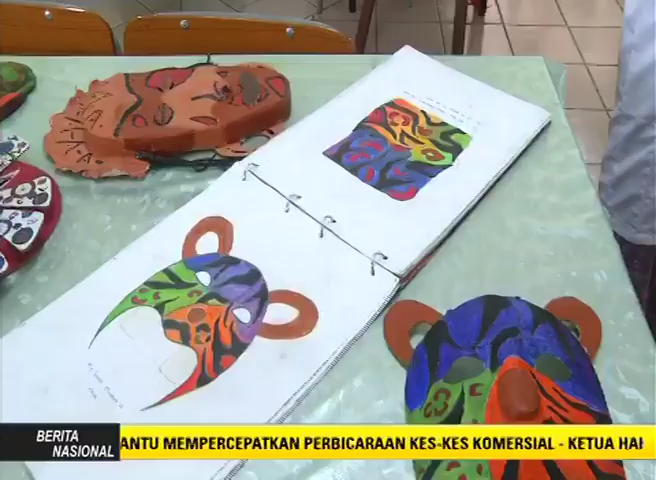 BERITA
NASIONAL
ANTU MEMPERCEPATKAN PERBICARAAN KES-KES KOMERSIAL - KETUA HAI